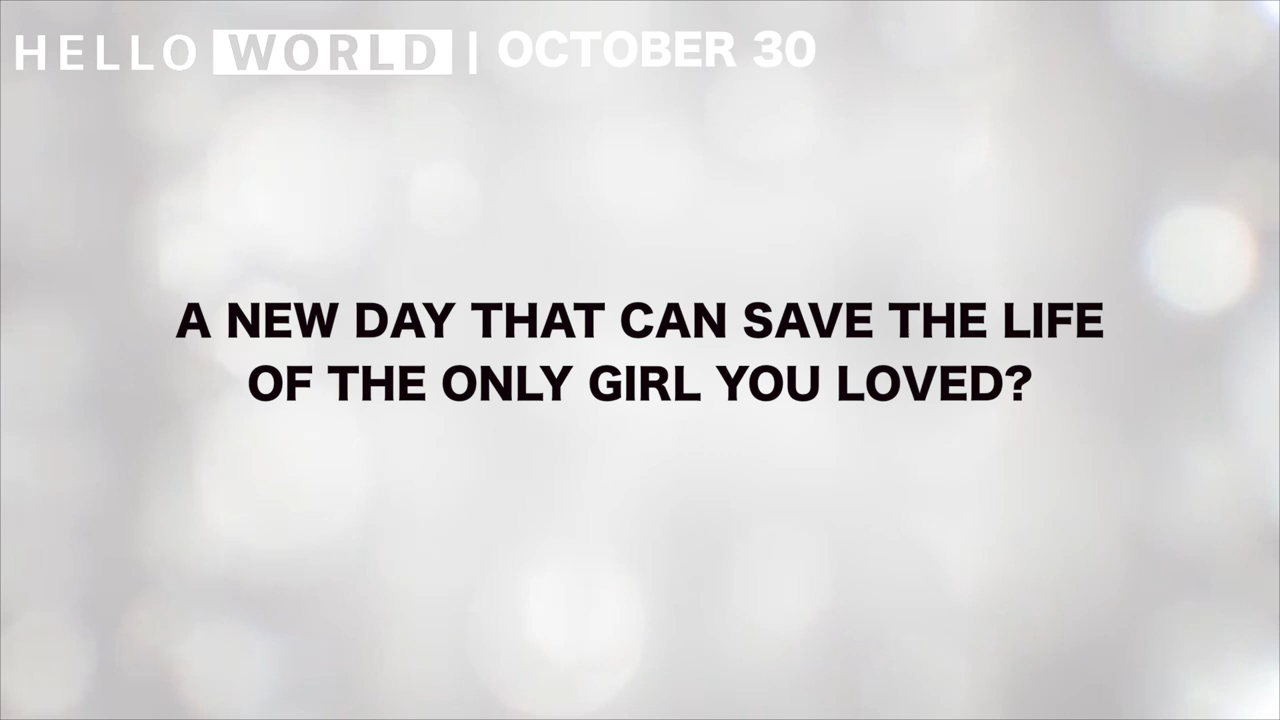 HELLO WORLD | OCTOBER 30
A NEW DAY THAT CAN SAVE THE LIFE
OF THE ONLY GIRL YOU LOVED?